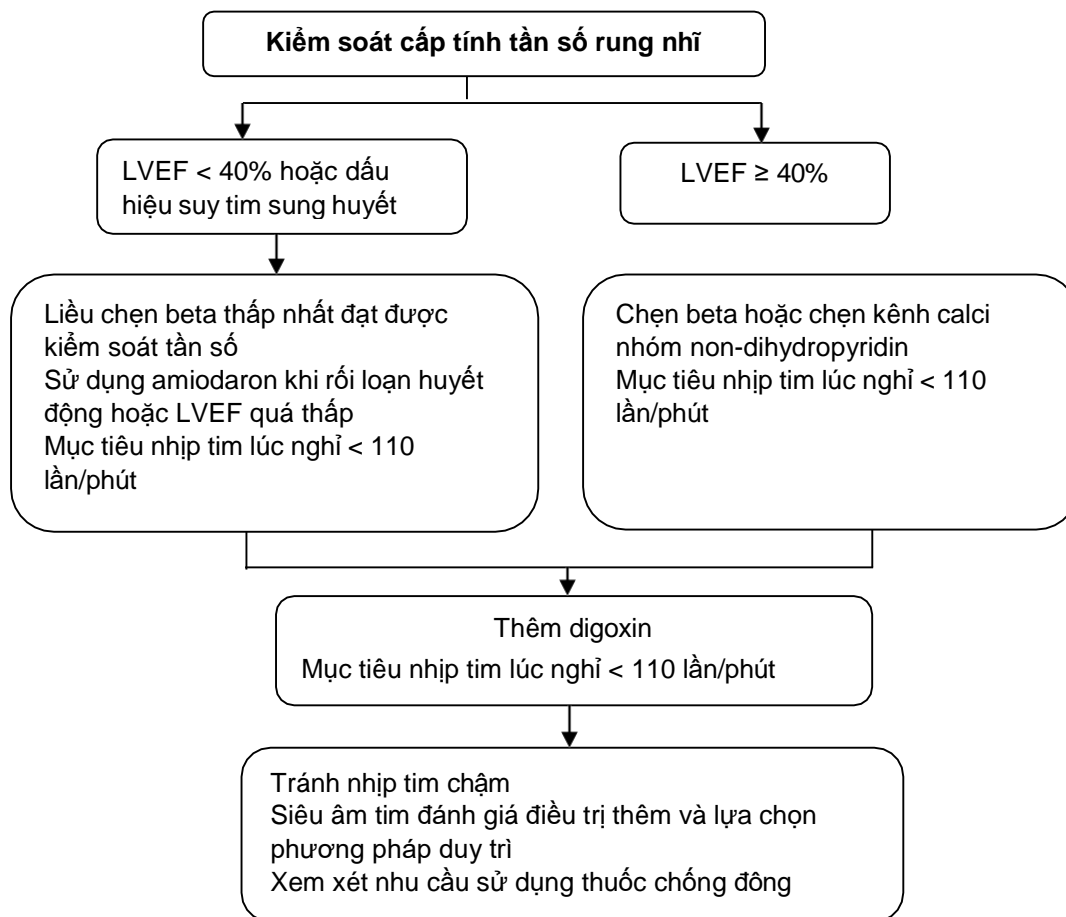 Kiểm soát cấp tính tần số rung nhĩ
LVEF < 40% hoặc dấu
hiệu suy tim sung huyết
LVEF ≥ 40%
Liều chẹn beta thấp nhất đạt được
kiểm soát tần số
Sử dụng amiodaron khi rối loạn huyết
động hoặc LVEF quá thấp
Mục tiêu nhịp tim lúc nghỉ < 110
lần/phút
Chẹn beta hoặc chẹn kênh calci
nhóm non-dihydropyridin
Mục tiêu nhịp tim lúc nghỉ < 110
lần/phút
Thêm digoxin
Mục tiêu nhịp tim lúc nghỉ < 110 lần/phút
Tránh nhịp tim chậm
Siêu âm tim đánh giá điều trị thêm và lựa chọn
phương pháp duy trì
Xem xét nhu cầu sử dụng thuốc chống đông